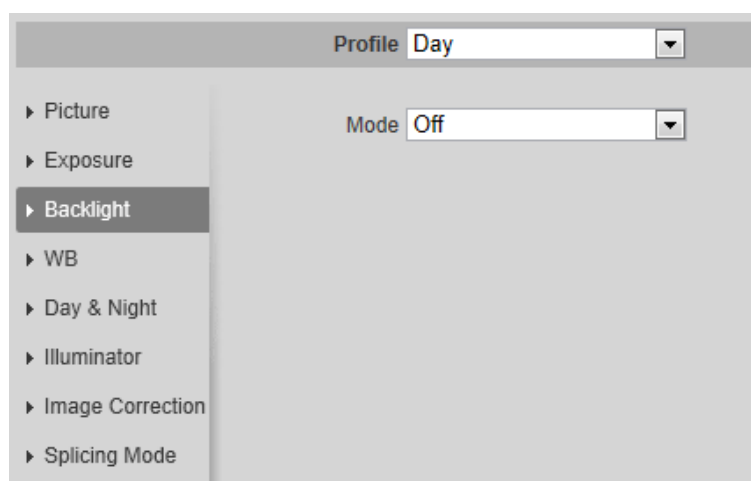 Profile Day
Mode Off
Picture
Exposure
Backlight
WB
Day & Night
Illuminator
Image Correction
Splicing Mode